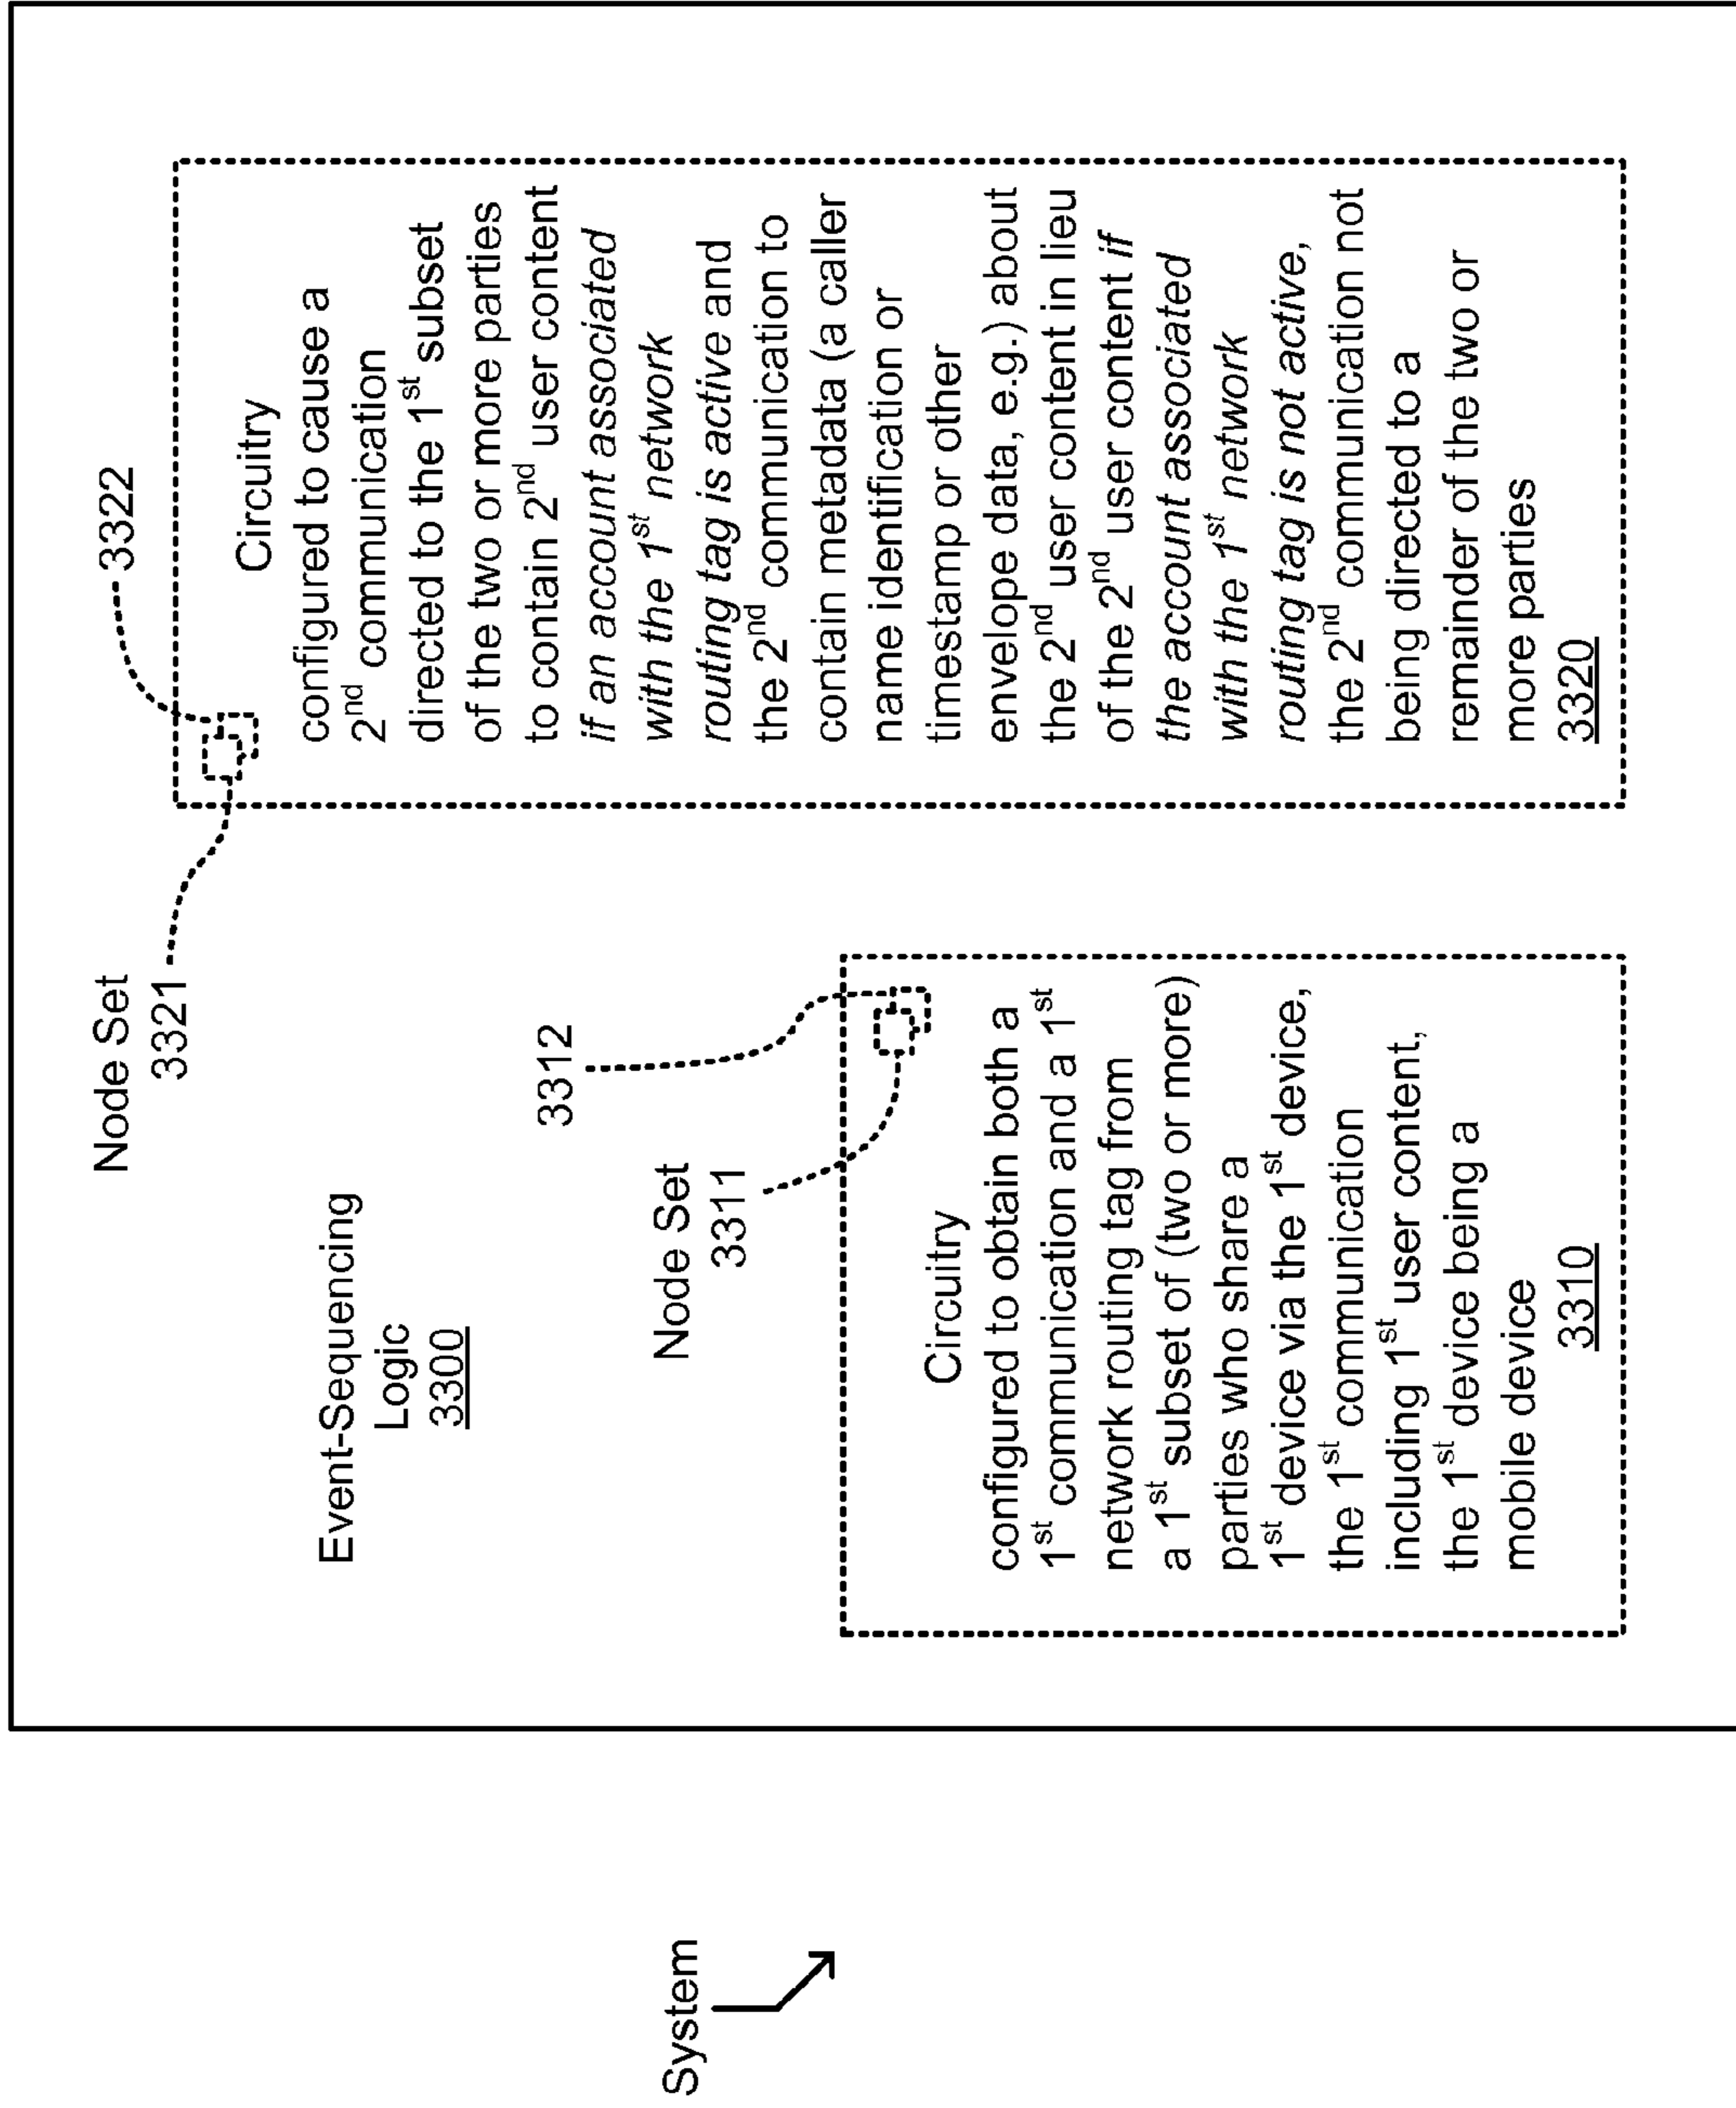 System
Event-Sequencing
Logic
3300
Node Set
3311
3312
Circuitry
configured to obtain both a
1st communication and a 1st
network routing tag from
a 1st subset of (two or more)
parties who share a
1st device via the 1st device,
the 1st communication
including 1st user content,
the 1st device being a
mobile device
3310
Node Set
3321
3322
Circuitry
configured to cause a
2nd communication
directed to the 1st subset
of the two or more parties
to contain 2nd user content
if an account associated
with the 1st network
routing tag is active and
the 2nd communication to
contain metadata (a caller
name identification or
timestamp or other
envelope data, e.g.) about
the 2nd user content in lieu
of the 2nd user content if
the account associated
with the 1st network
routing tag is not active,
the 2nd communication not
being directed to a
remainder of the two or
more parties
3320